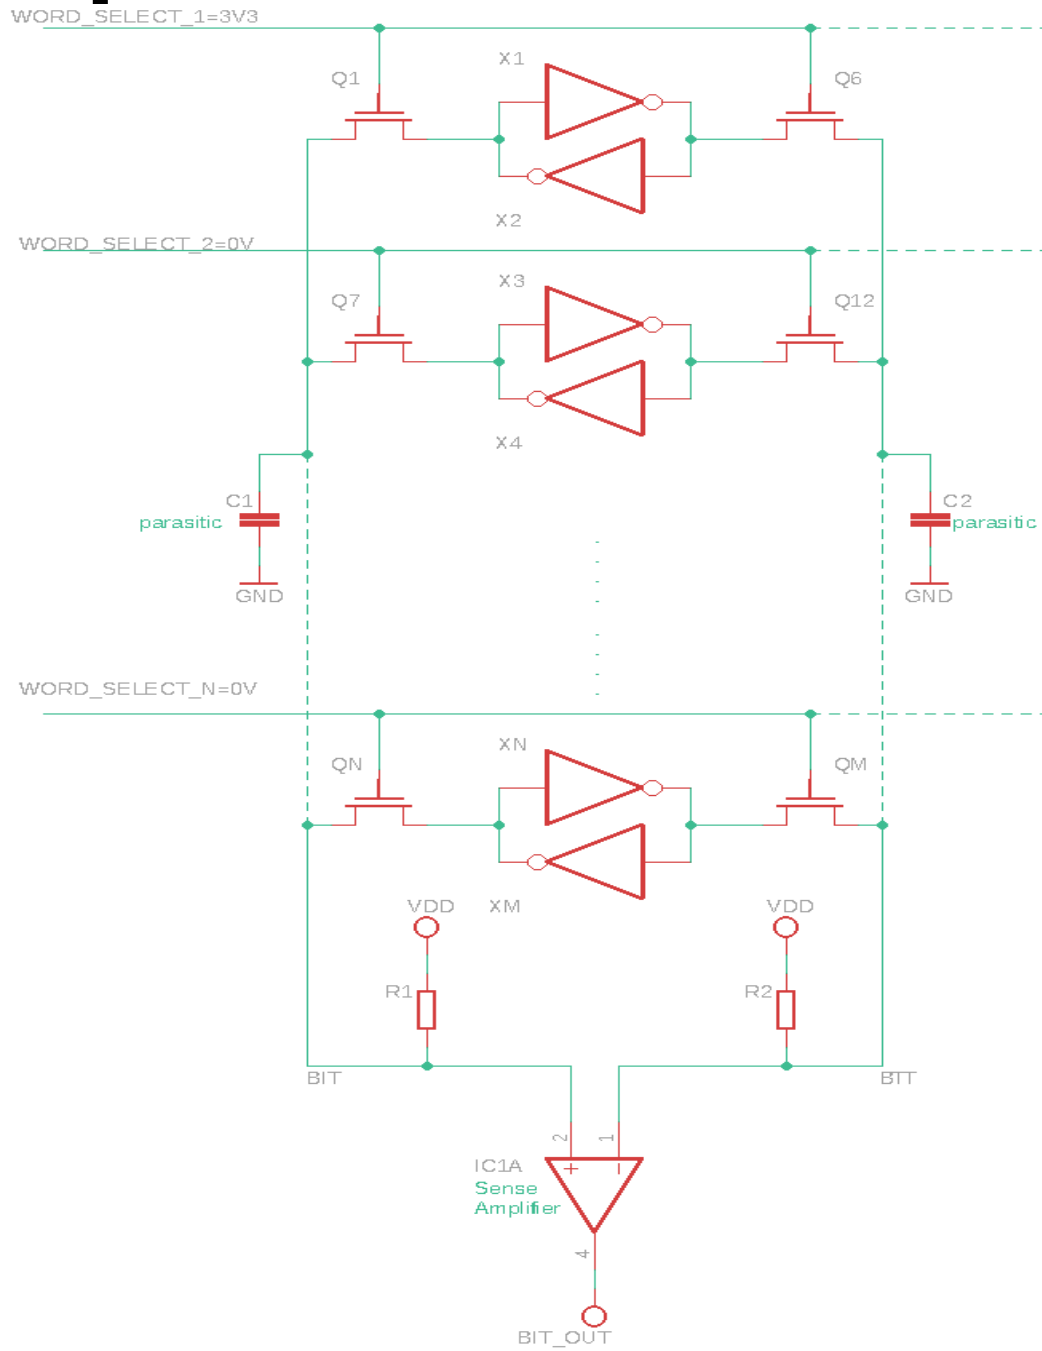 WORD_SELECT_1=3V3
X1
Q1
Q6
X2
WORD_SELECT_2=0V
X3
Q7
Q12
X4
C1
parasitic
C2
parasitic
GND
GND
WORD_SELECT_N=0V
XN
QN
QM
VDD
XM
VDD
R1
R2
BIT
B̅I̅T̅
2
1
IC1A
+
-
Sense
Amplifier
4
BIT_OUT